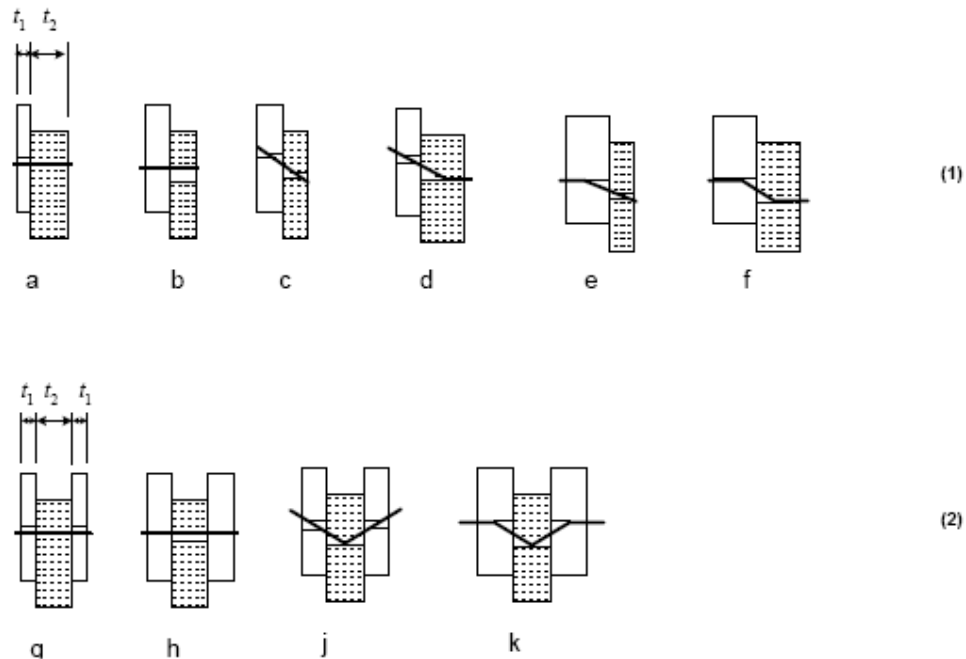 t₁ t₂
(1)
a b c d e f
t₁ t₂ t₁
(2)
g h j k